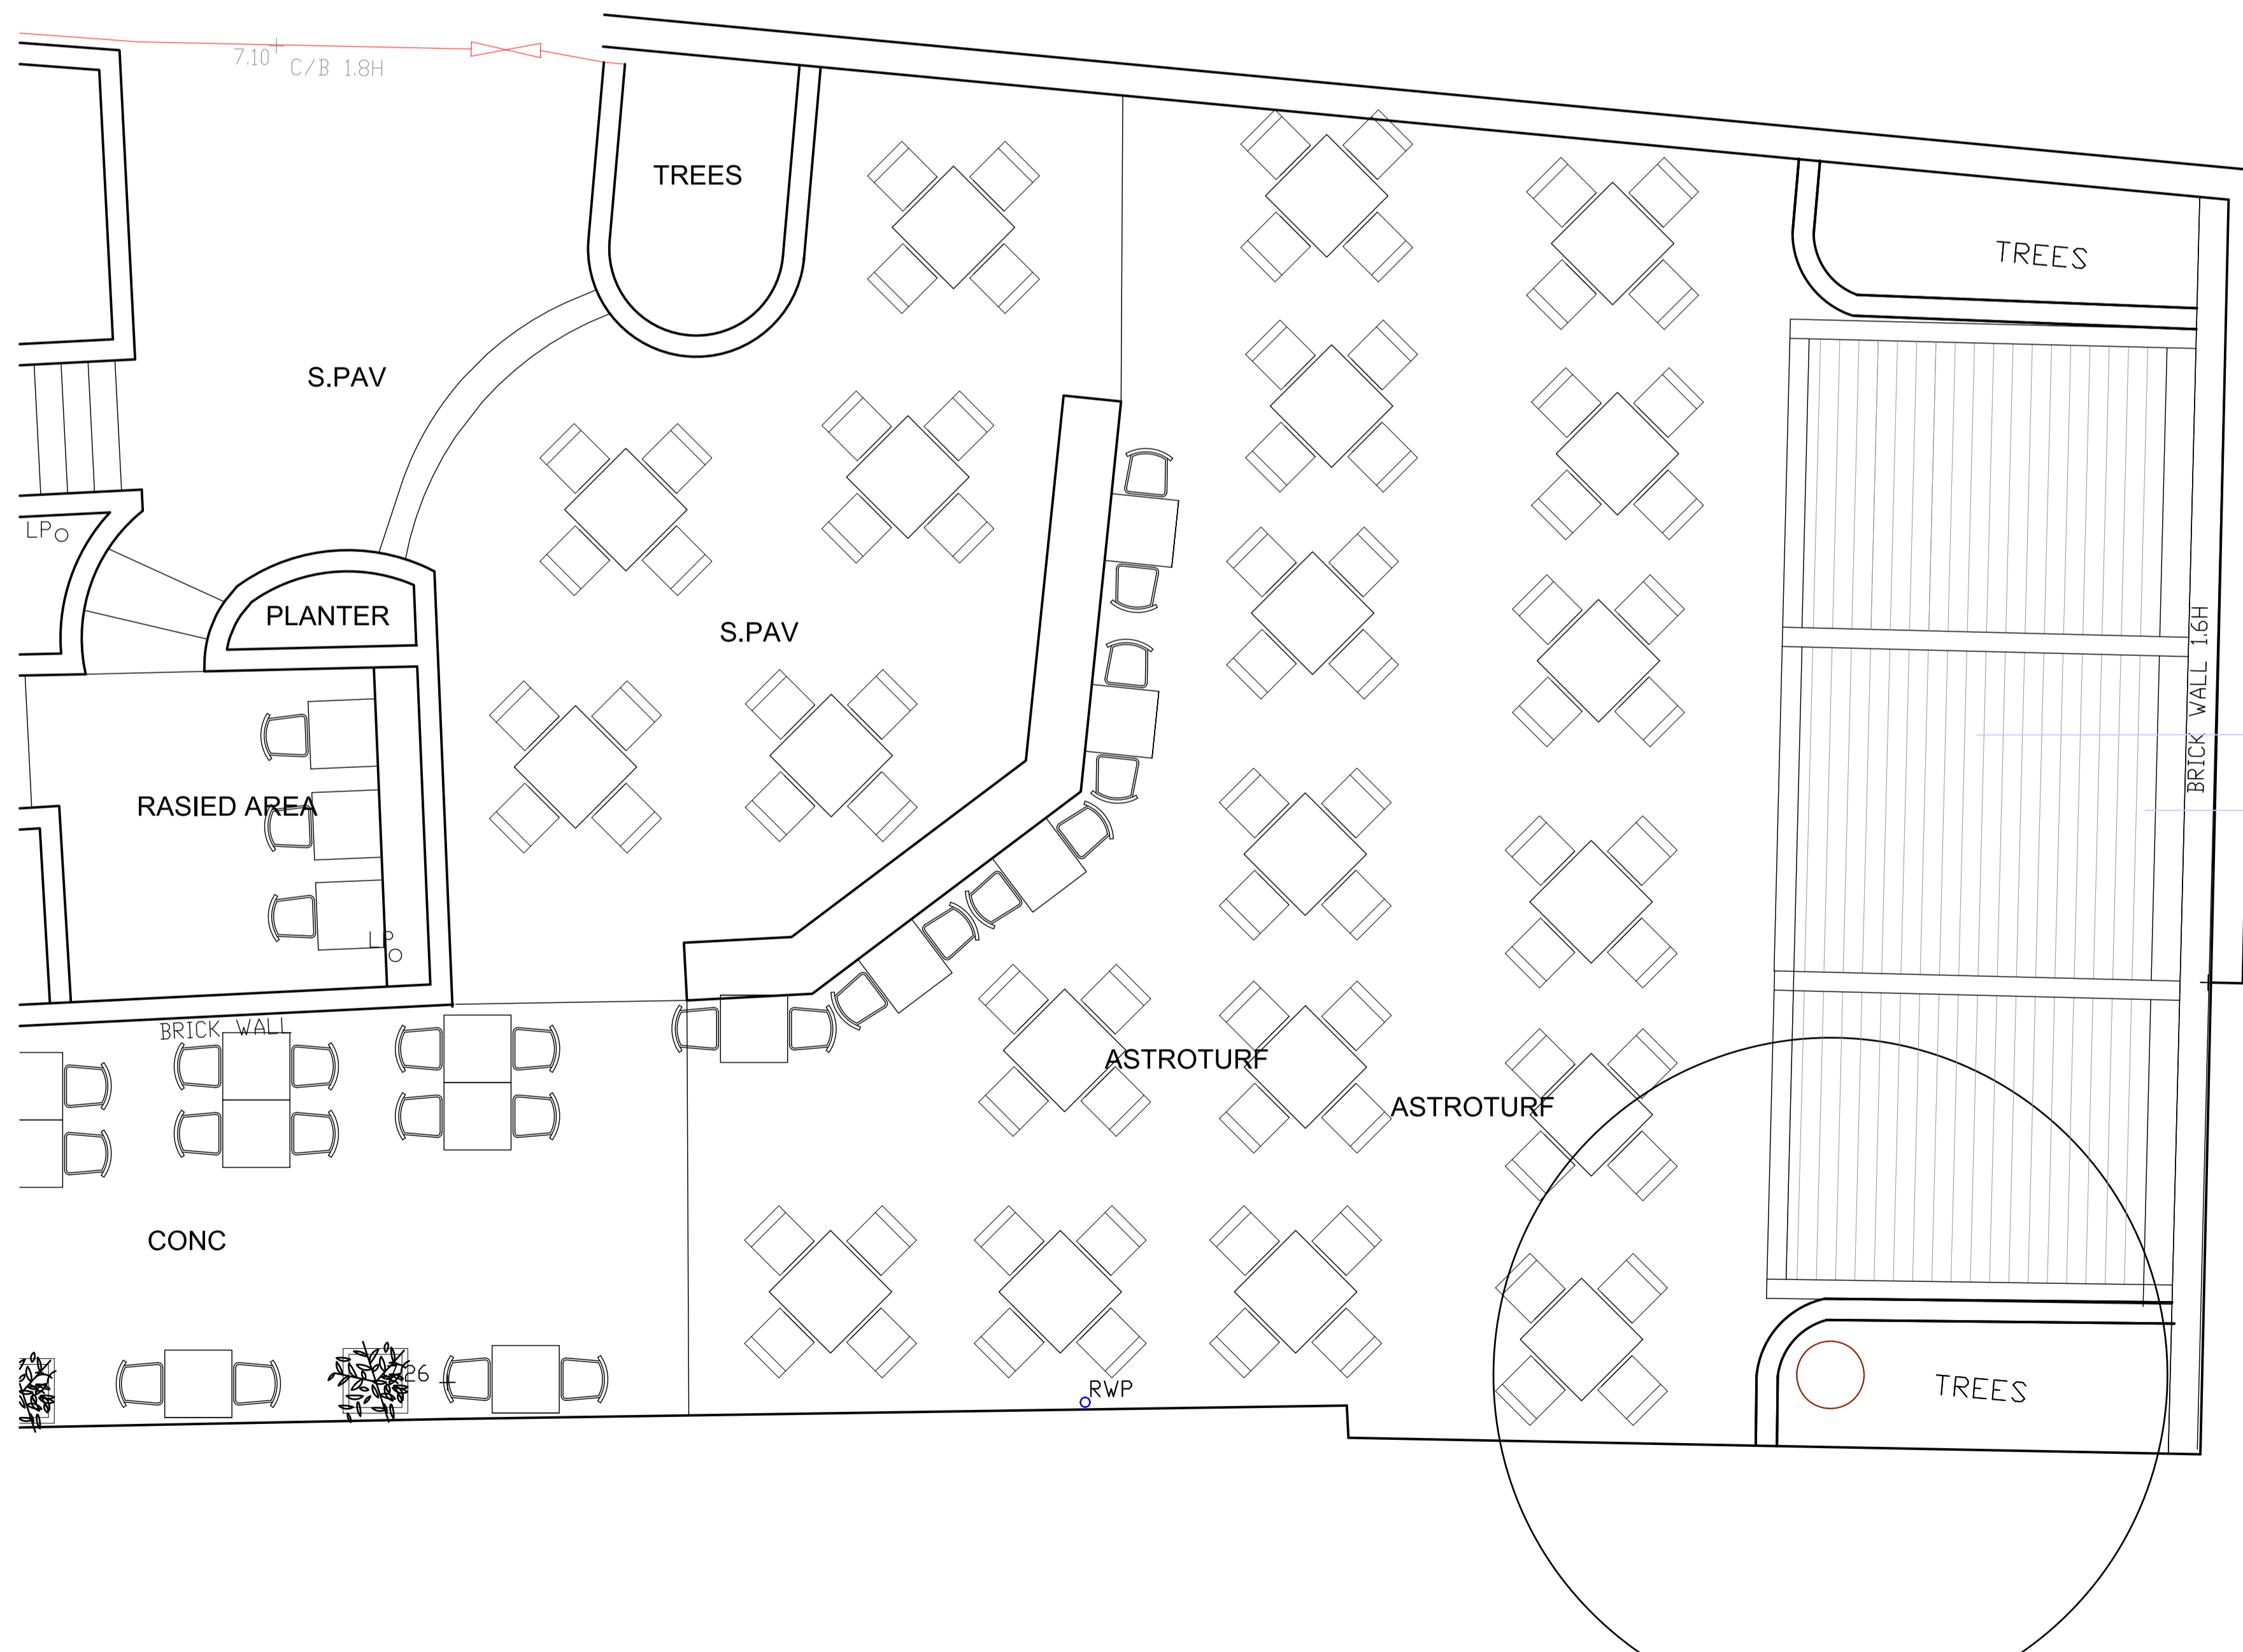 7.10
C/B 1.8H
TREES
TREES
S.PAV
LP
PLANTER
S.PAV
BRICK WALL 1.6H
RASIED AREA
LP
BRICK WALL
ASTROTURF
ASTROTURF
CONC
26
RWP
TREES